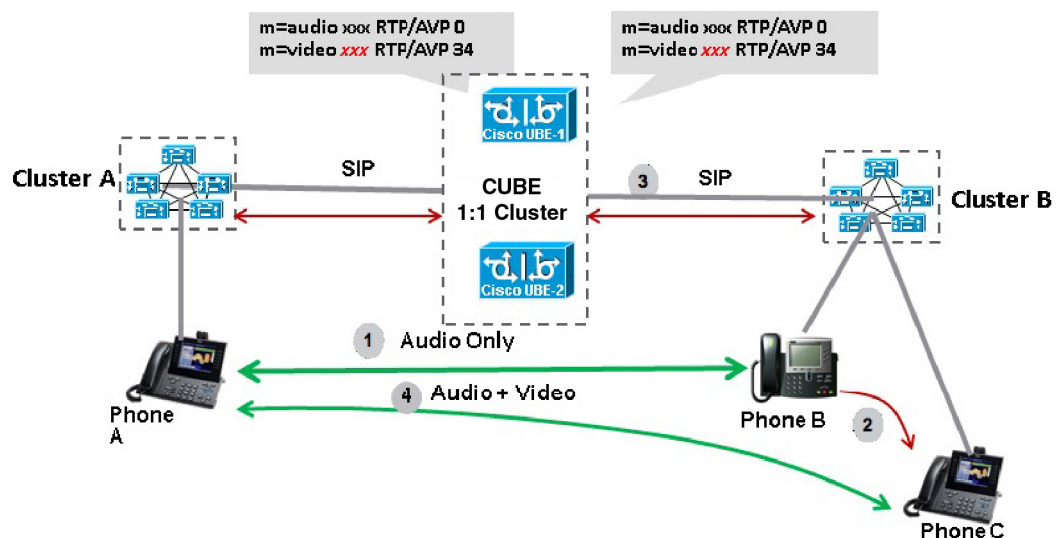 m=audio xxx RTP/AVP 0
m=video xxx RTP/AVP 34
m=audio xxx RTP/AVP 0
m=video xxx RTP/AVP 34
Cisco UBE-1
Cluster A
SIP
CUBE
1:1 Cluster
3
SIP
Cluster B
Cisco UBE-2
1
Audio Only
4
Audio + Video
Phone
A
Phone B
2
Phone C